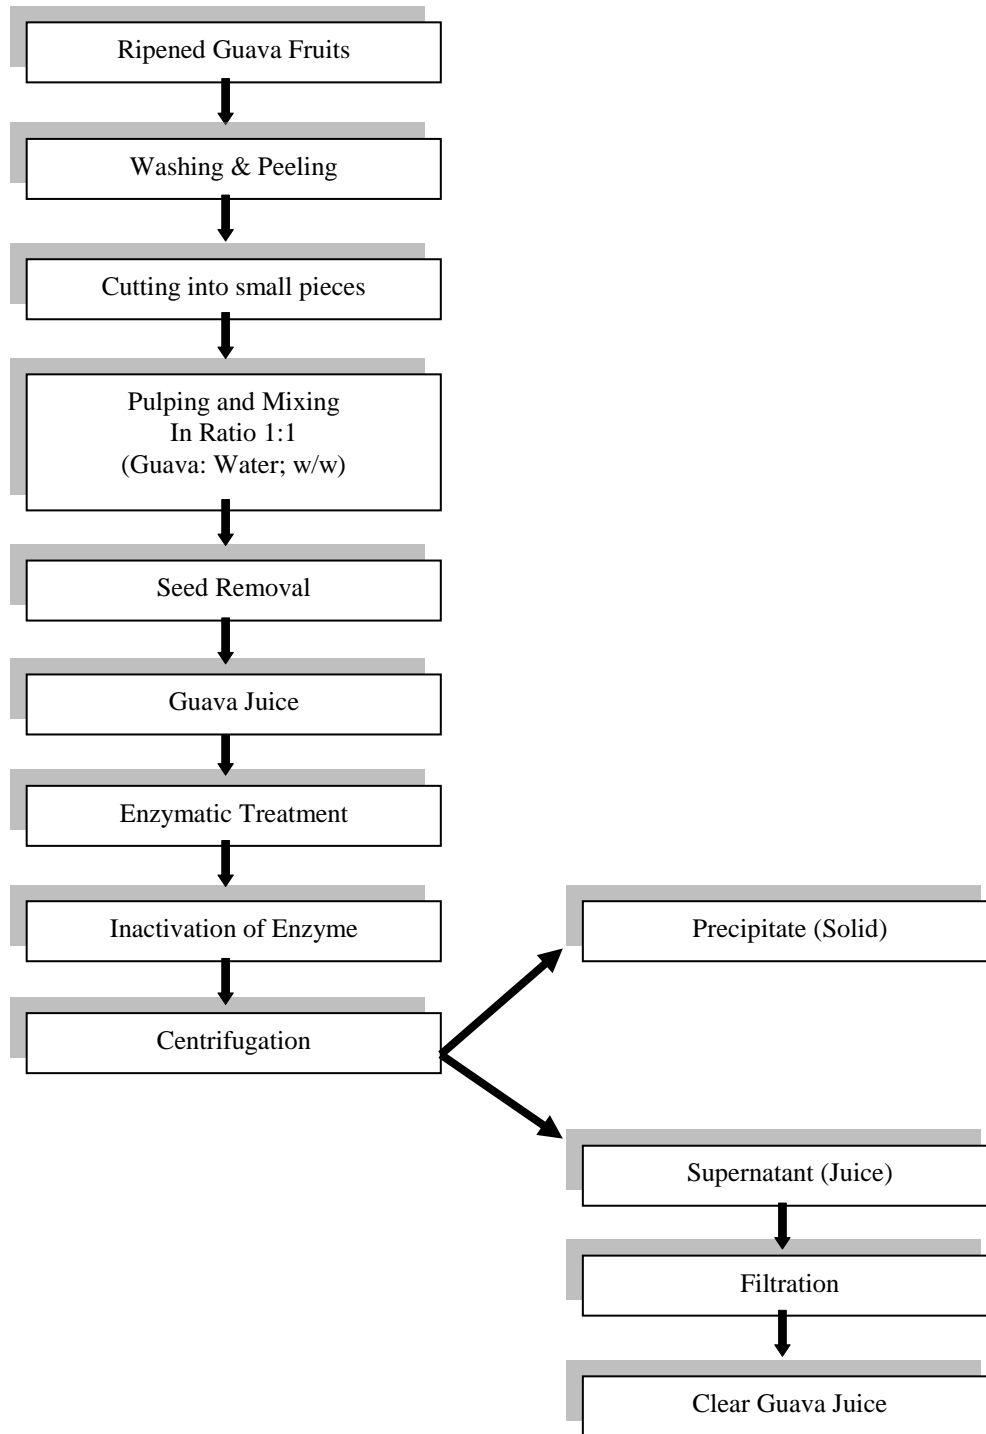 Ripened Guava Fruits
Washing & Peeling
Cutting into small pieces
Pulping and Mixing
In Ratio 1:1
(Guava: Water; w/w)
Seed Removal
Guava Juice
Enzymatic Treatment
Inactivation of Enzyme
Precipitate (Solid)
Centrifugation
Supernatant (Juice)
Filtration
Clear Guava Juice